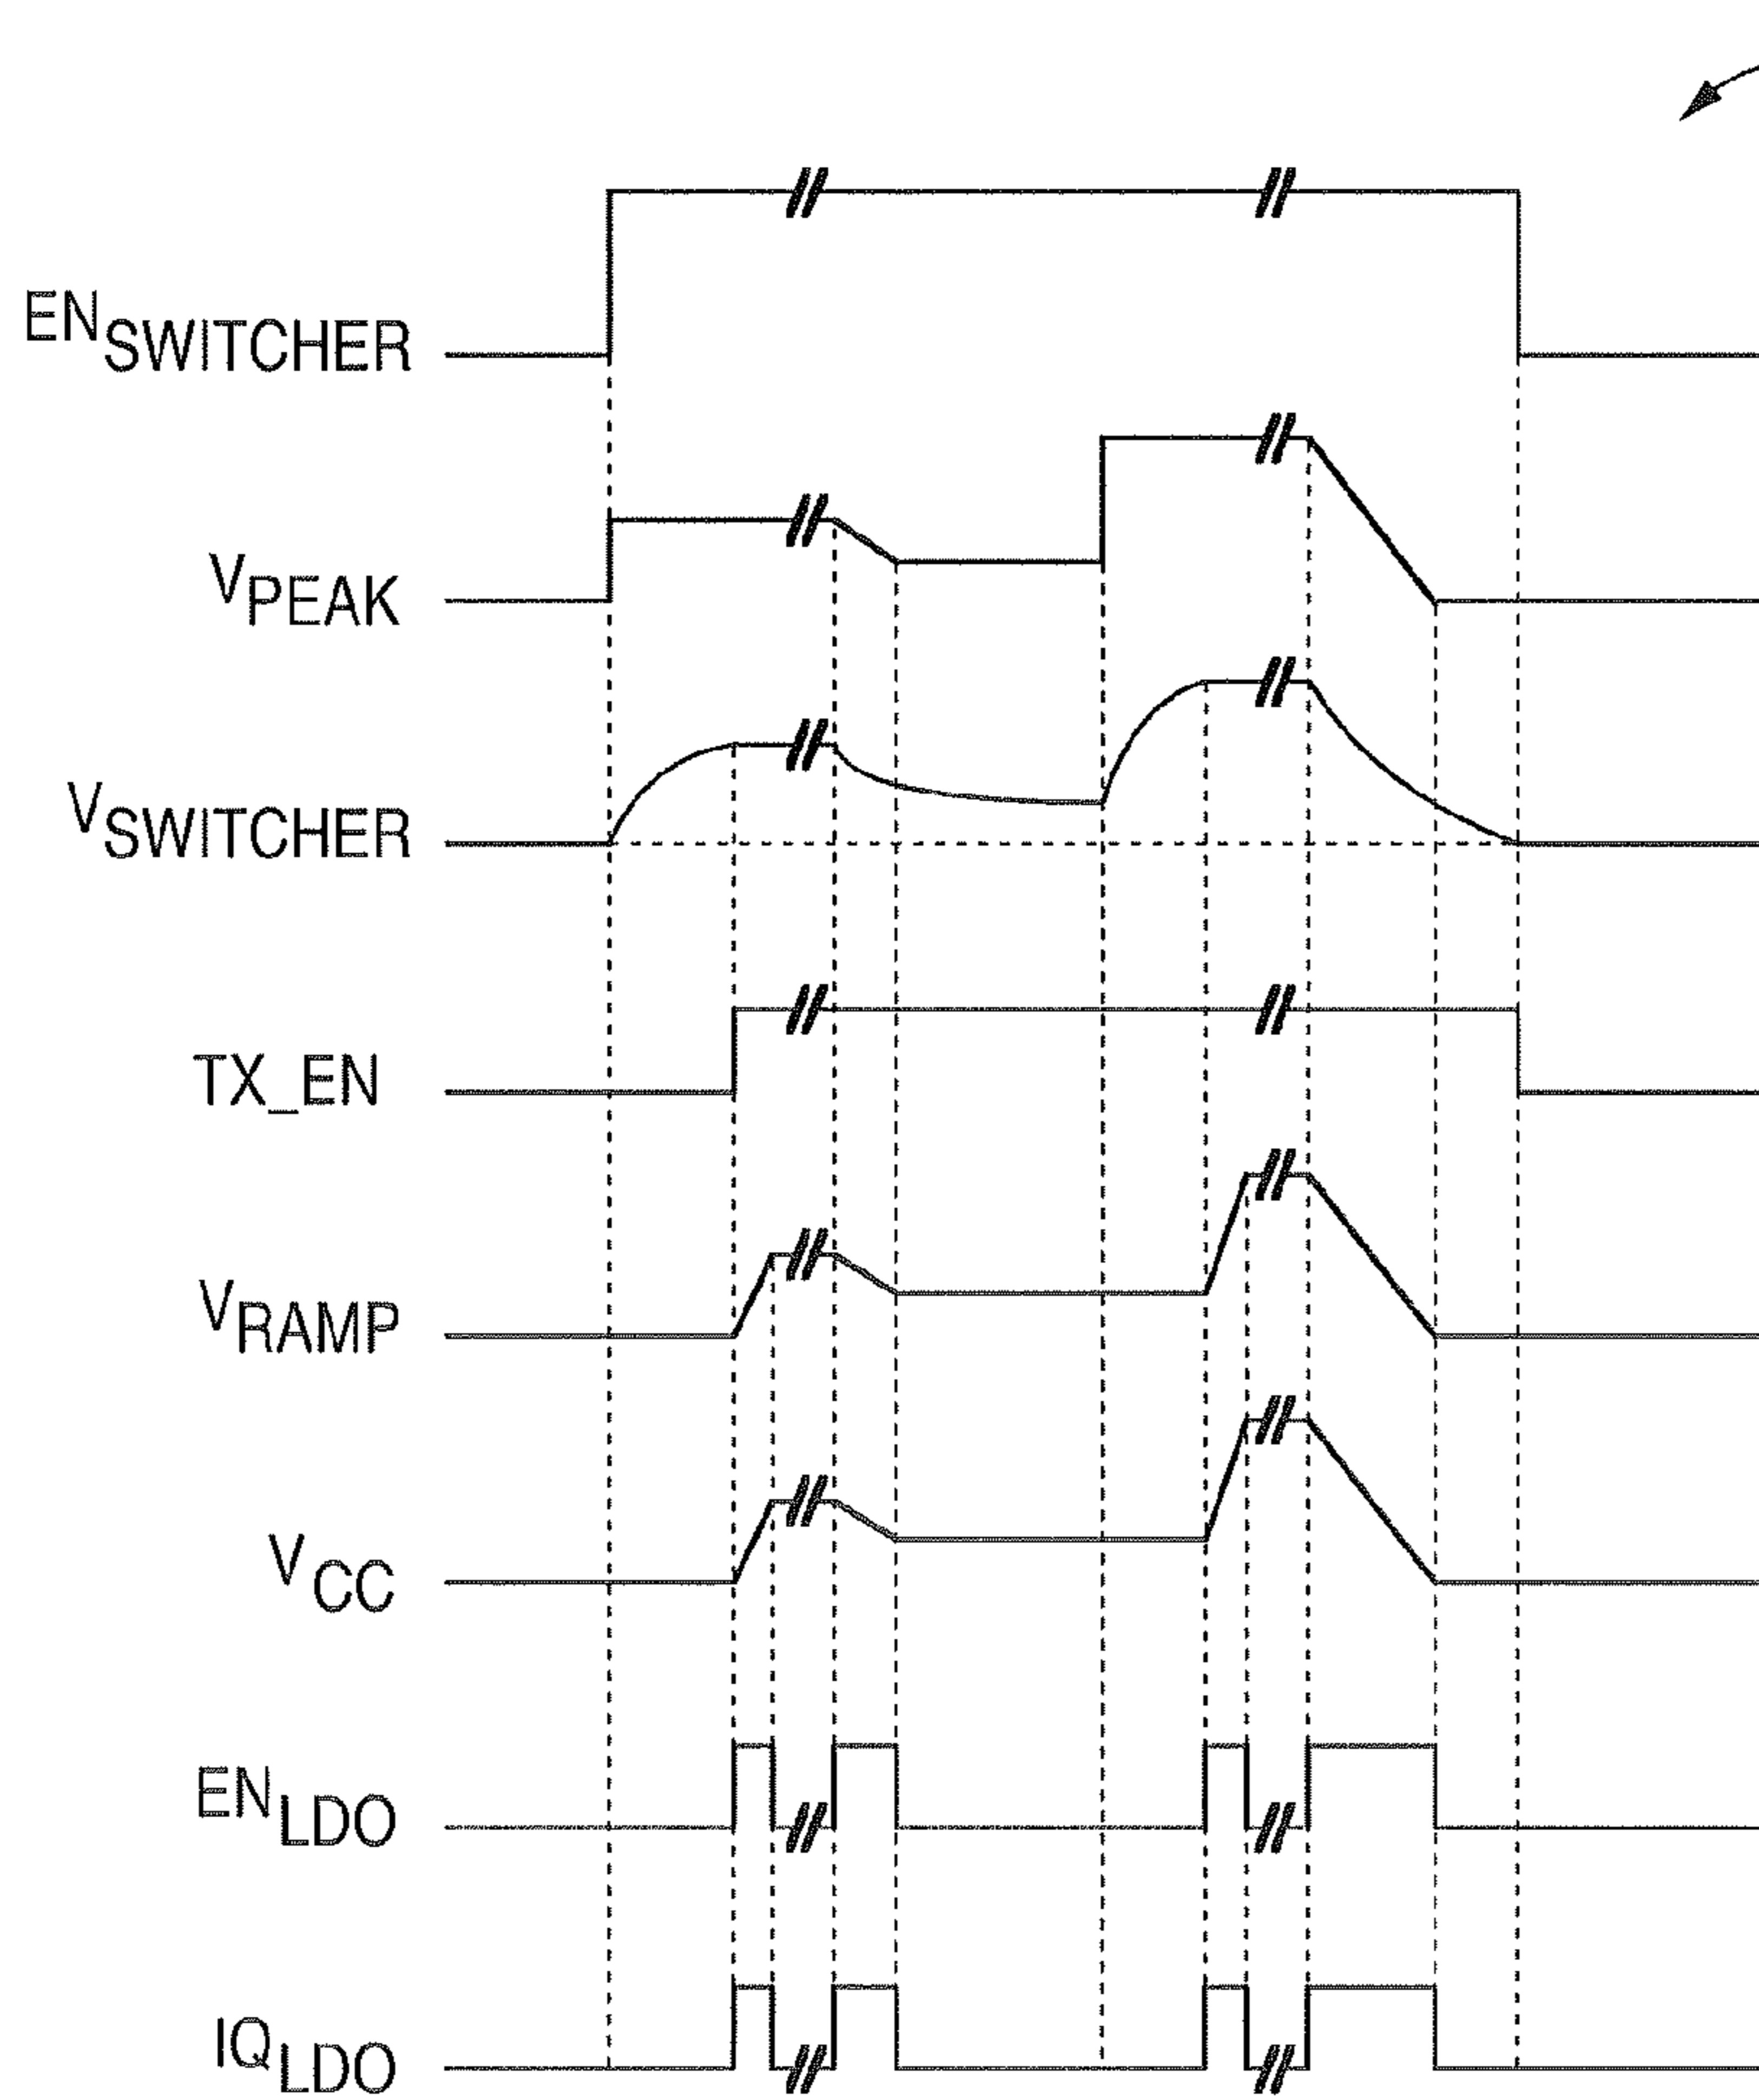 ENSWITCHER
VPEAK
VSWITCHER
TX_EN
VRAMP
VCC
ENLDO
IQLDO